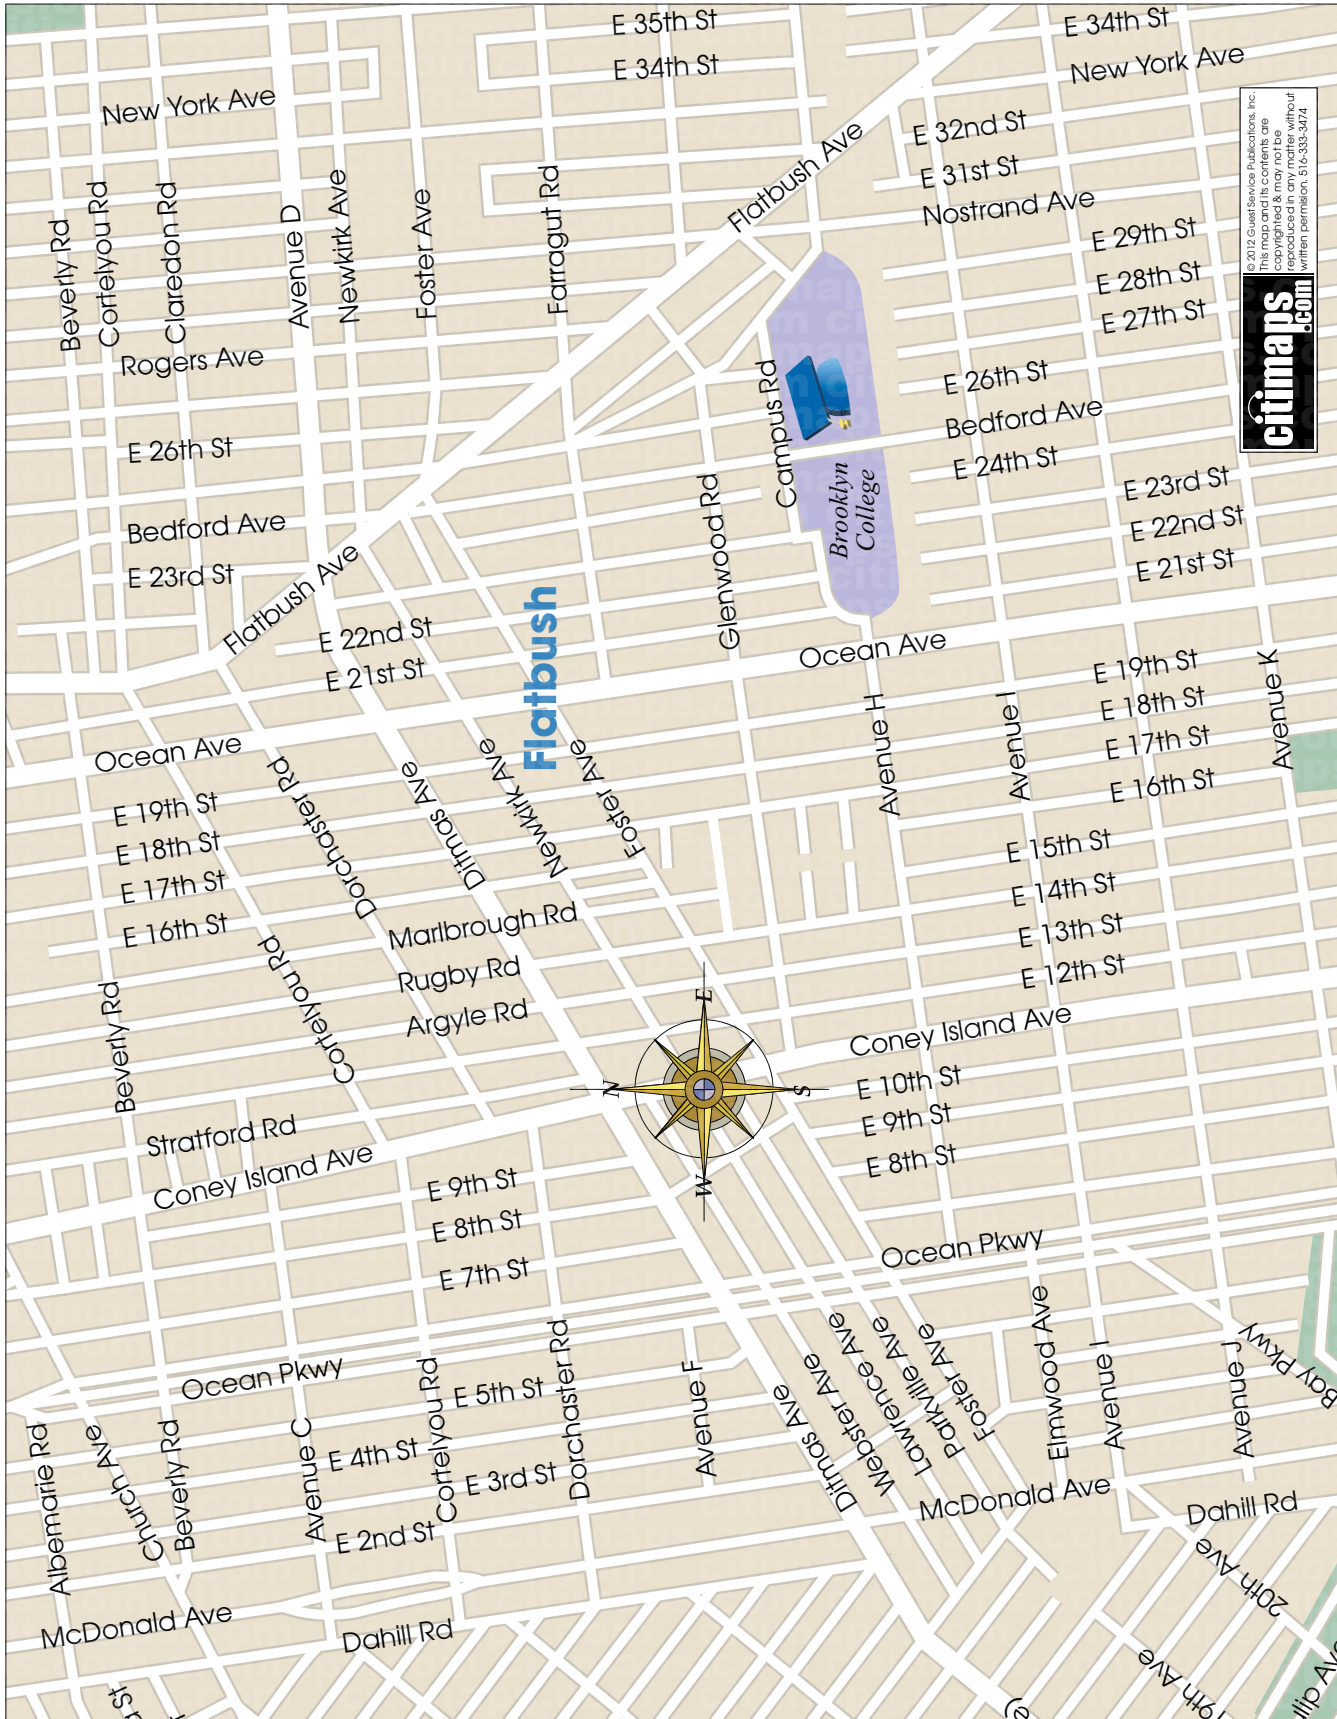 E 35th St
E 34th St
E 34th St
New York Ave
New York Ave
E 32nd St
E 31st St
Nostrand Ave
Flatbush Ave
Beverly Rd
Cortelyou Rd
Claredon Rd
Avenue D
Newkirk Ave
Foster Ave
Farragut Rd
E 29th St
E 28th St
E 27th St
© 2012 Guest Service Publications, Inc.
This map and its contents are
copyrighted & may not be
reproduced in any matter without
written permision. 516-333-3474
citimaps
.com
Rogers Ave
E 26th St
Bedford Ave
E 24th St
E 26th St
Campus Rd
Brooklyn
College
E 23rd St
E 22nd St
E 21st St
Bedford Ave
E 23rd St
Flatbush Ave
E 22nd St
E 21st St
Flatbush
Glenwood Rd
Ocean Ave
E 19th St
E 18th St
E 17th St
E 16th St
Avenue H
Avenue I
Avenue K
Ocean Ave
E 19th St
E 18th St
E 17th St
E 16th St
Dorchaster Rd
Ditmas Ave
Newkirk Ave
Foster Ave
E 15th St
E 14th St
E 13th St
E 12th St
Marlbrough Rd
Rugby Rd
Argyle Rd
Cortelyou Rd
Beverly Rd
N
E
S
W
Coney Island Ave
E 10th St
E 9th St
E 8th St
Stratford Rd
Coney Island Ave
E 9th St
E 8th St
E 7th St
Ocean Pkwy
Ocean Pkwy
E 5th St
E 4th St
E 3rd St
E 2nd St
Albemarie Rd
Church Ave
Beverly Rd
Avenue C
Cortelyou Rd
Dorchaster Rd
Avenue F
Ditmas Ave
Webster Ave
Lawrence Ave
Parkville Ave
Foster Ave
Elmwood Ave
Avenue I
Avenue J
Bay Pkwy
McDonald Ave
Dahill Rd
20th Ave
19th Ave
McDonald Ave
Dahill Rd